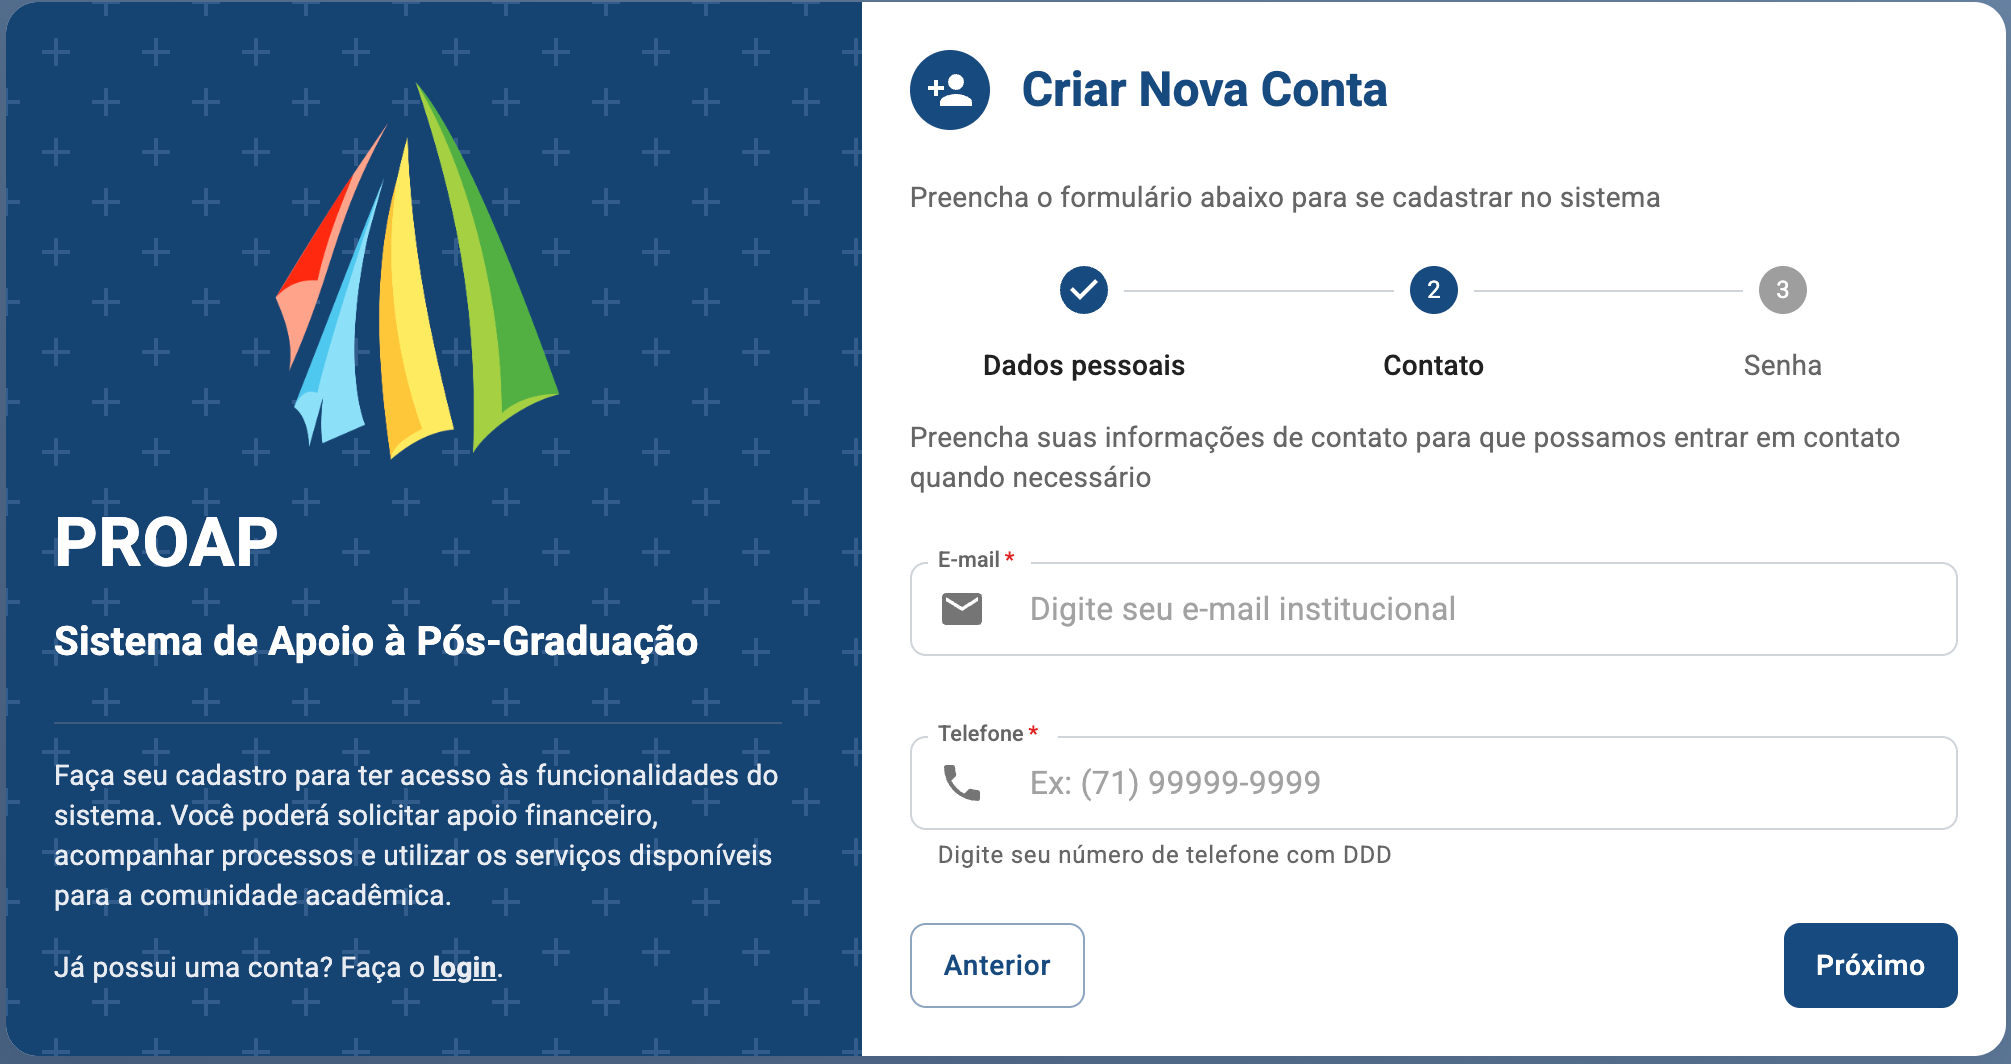 PROAP
Sistema de Apoio à Pós-Graduação
Faça seu cadastro para ter acesso às funcionalidades do
sistema. Você poderá solicitar apoio financeiro,
acompanhar processos e utilizar os serviços disponíveis
para a comunidade acadêmica.
Já possui uma conta? Faça o login.
Criar Nova Conta
Preencha o formulário abaixo para se cadastrar no sistema
2
3
Dados pessoais
Contato
Senha
Preencha suas informações de contato para que possamos entrar em contato
quando necessário
E-mail *
Digite seu e-mail institucional
Telefone *
Ex: (71) 99999-9999
Digite seu número de telefone com DDD
Anterior
Próximo